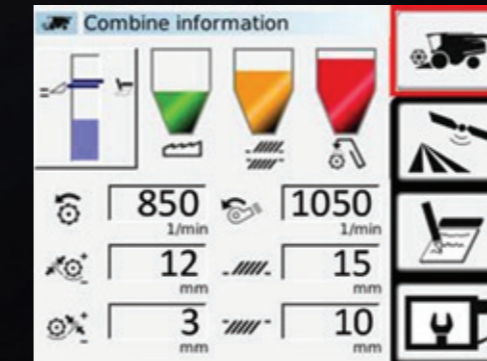 Combine information
850 1050
1/min 1/min
12 15
mm mm
3 10
mm mm